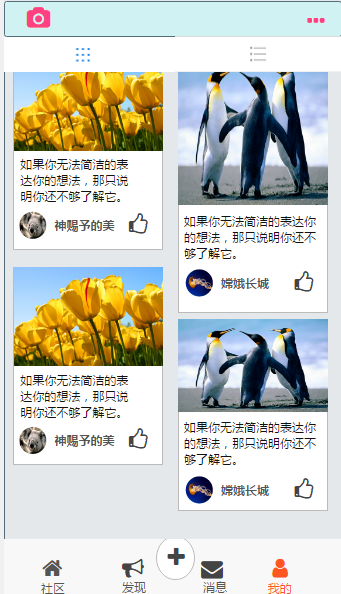 如果你无法简洁的表
达你的想法，那只说
明你还不够了解它。
神赐予的美
如果你无法简洁的表达你
的想法，那只说明你还不
够了解它。
嫦娥长城
如果你无法简洁的表
达你的想法，那只说
明你还不够了解它。
神赐予的美
如果你无法简洁的表达你
的想法，那只说明你还不
够了解它。
嫦娥长城
社区 发现 消息 我的